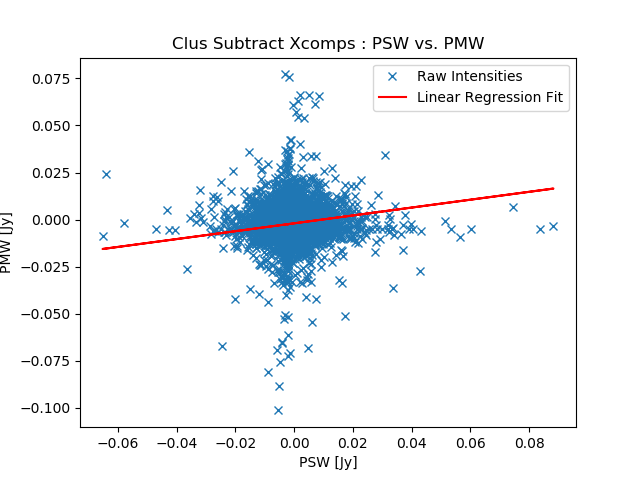 Clus Subtract Xcomps : PSW vs. PMW
Raw Intensities
Linear Regression Fit
PMW [Jy]
0.075
0.050
0.025
0.000
−0.025
−0.050
−0.075
−0.100
−0.06 −0.04 −0.02 0.00 0.02 0.04 0.06 0.08
PSW [Jy]